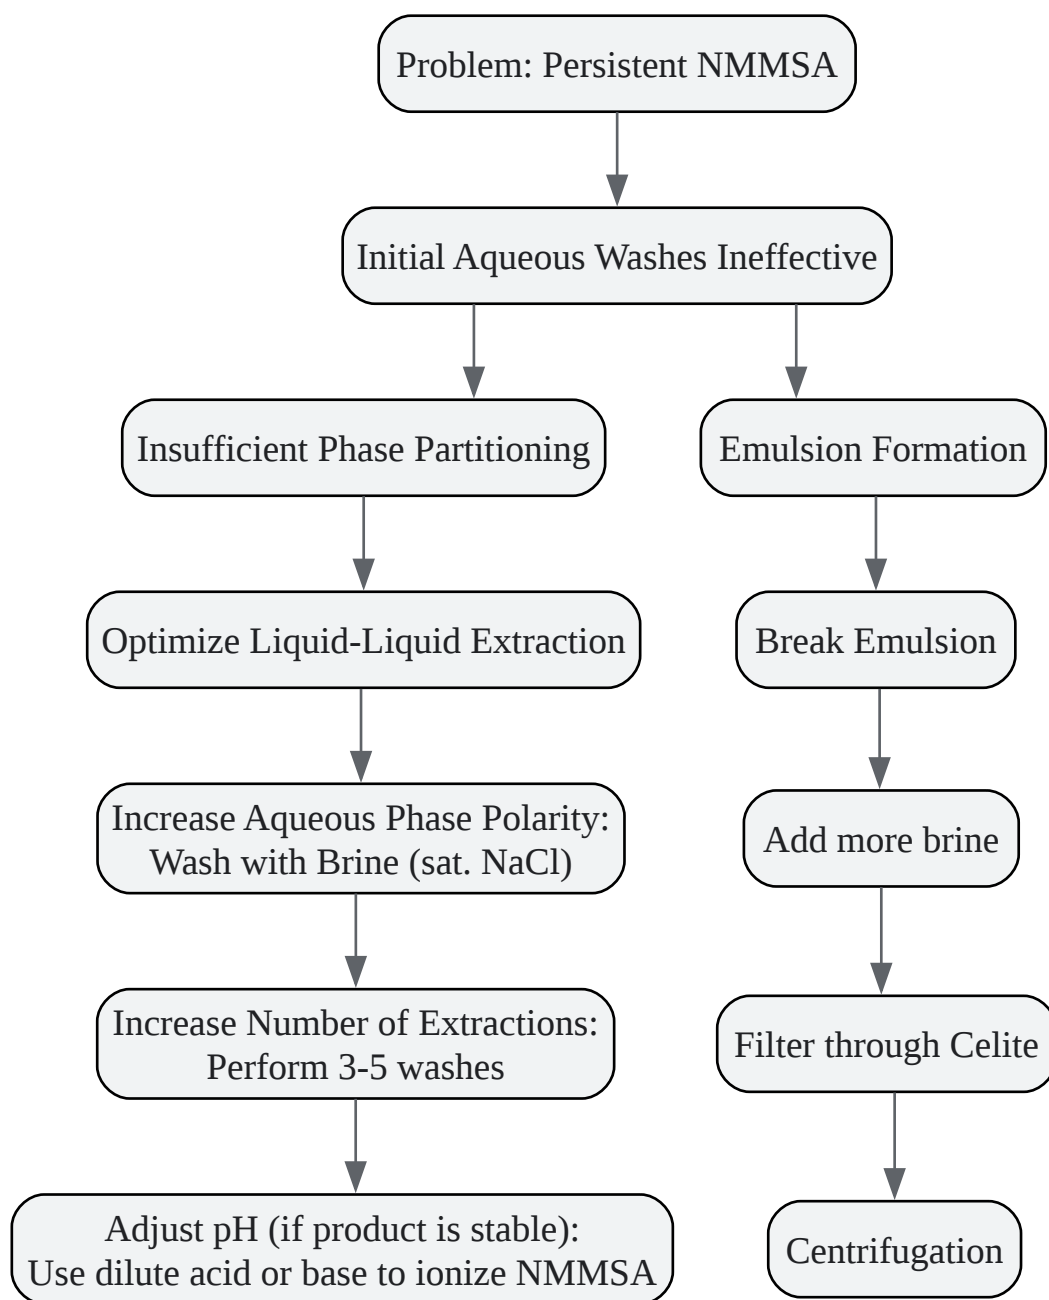 Problem: Persistent NMMSA
Initial Aqueous Washes Ineffective
Insufficient Phase Partitioning
Emulsion Formation
Optimize Liquid-Liquid Extraction
Break Emulsion
Increase Aqueous Phase Polarity:
Wash with Brine (sat. NaCl)
Add more brine
Increase Number of Extractions:
Perform 3-5 washes
Filter through Celite
Adjust pH (if product is stable):
Use dilute acid or base to ionize NMMSA
Centrifugation